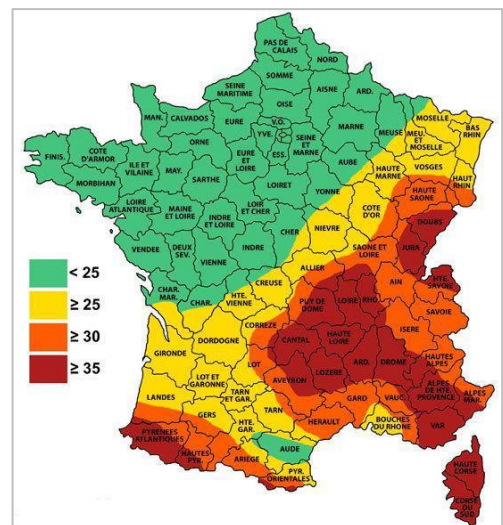 PAS DE
CALAIS
NORD
SOMME
SEINE
MARITIME
AISNE
ARD.
OISE
MAN.
CALVADOS
EURE
V.O.
YVE.
ESS.
SEINE
ET
MARNE
MARNE
MEUSE
MOSELLE
MEU.
ET
MOSELLE
BAS
RHIN
FINIS.
COTE
D'ARMOR
ILE ET
VILAINE
MAY.
ORNE
EURE
ET
LOIRE
AUBE
HAUTE
MARNE
VOSGES
HAUT
RHIN
MORBIHAN
SARTHE
LOIRET
YONNE
HAUTE
SAONE
LOIRE
ATLANTIQUE
MAINE
ET LOIRE
INDRE
ET LOIRE
LOIR
ET CHER
COTE
D'OR
DOUBS
CHER
NIEVRE
JURA
VENDEE
DEUX
SEV.
VIENNE
INDRE
ALLIER
SAONE ET
LOIRE
< 25
≥ 25
≥ 30
≥ 35
CHAR.
MAR.
CHAR.
HTE.
VIENNE
CREUSE
PUY DE
DOME
LOIRE
RHO
AIN
HTE.
SAVOIE
SAVOIE
CORREZE
ISERE
GIRONDE
DORDOGNE
CANTAL
HAUTE
LOIRE
ARD.
DROME
HAUTES
ALPES
LOT
LOT ET
GARONNE
LOZERE
AVEYRON
LANDES
TARN
ET GAR.
GARD
VAUC.
ALPES
DE HTE.
PROVENCE
ALPES
MAR.
GERS
TARN
HERAULT
BOUCHES
DU RHONE
VAR
PYRENEES
ATLANTIQUES
HAUTES
PYR.
HTE.
GAR.
ARIEGE
AUDE
PYR.
ORIENTALES
HAUTE
CORSE
CORSE
DU
SUD